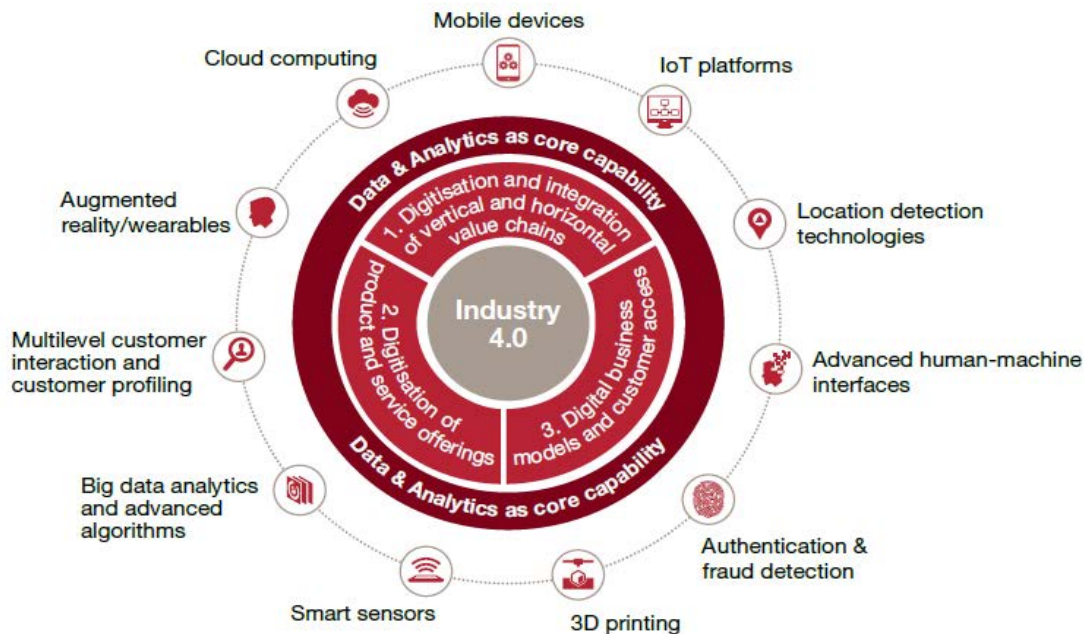 Mobile devices
Cloud computing
IoT platforms
Augmented
reality/wearables
Location detection
technologies
Multilevel customer
interaction and
customer profiling
Advanced human-machine
interfaces
Big data analytics
and advanced
algorithms
Authentication &
fraud detection
Smart sensors
3D printing
Data & Analytics as core capability
1. Digitisation and integration
of vertical and horizontal
value chains
2. Digitisation of
product and service offerings
3. Digital business
models and customer access
Industry
4.0
Data & Analytics as core capability